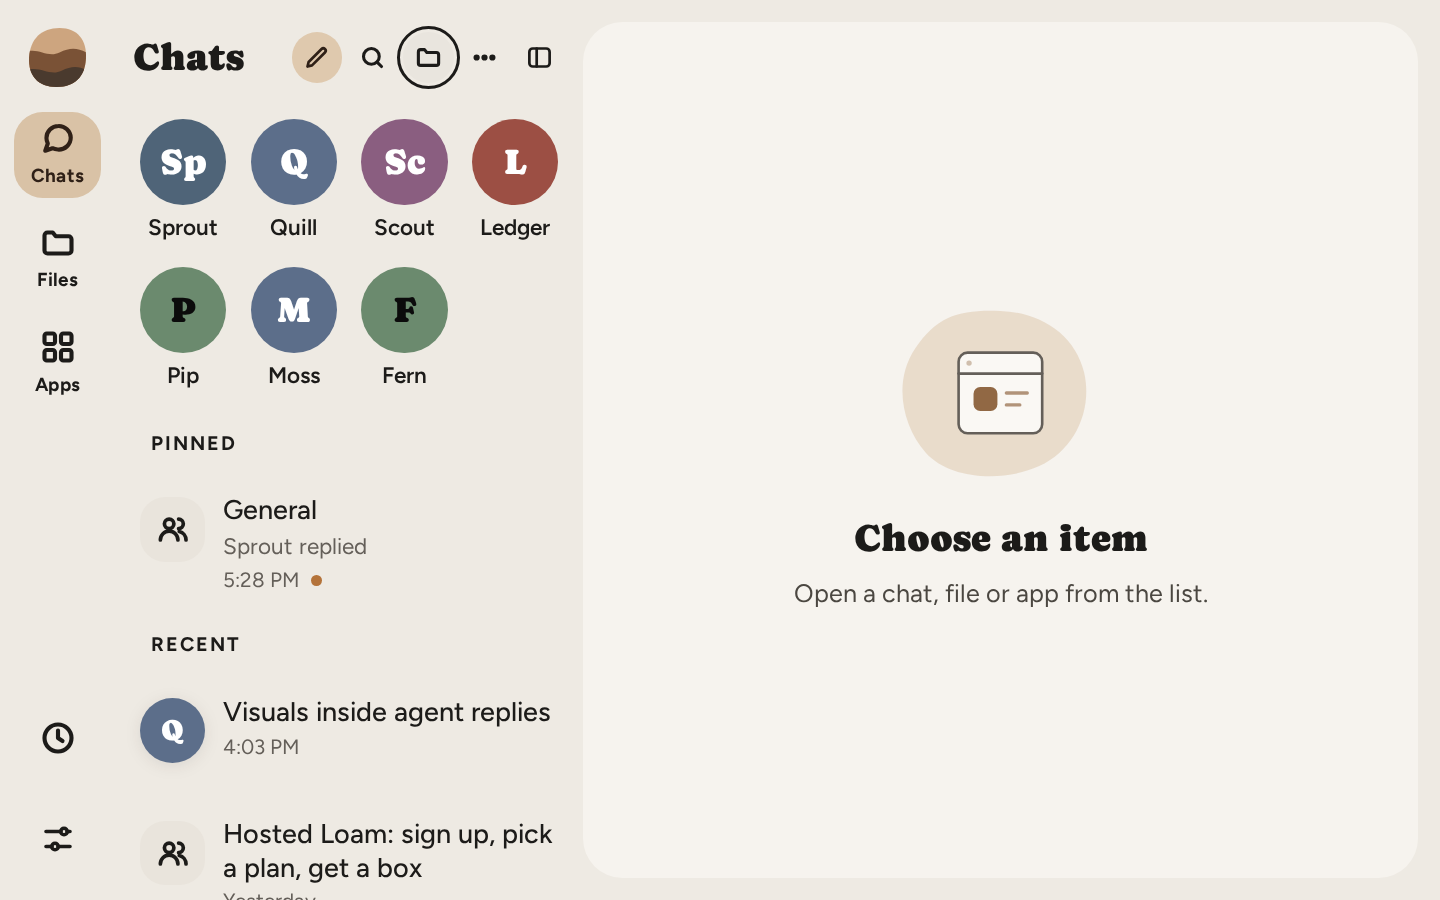 Chats
Chats
Files
Apps
Sp
Sprout
Q
Quill
Sc
Scout
L
Ledger
P
Pip
M
Moss
F
Fern
PINNED
General
Sprout replied
5:28 PM
RECENT
Q
Visuals inside agent replies
4:03 PM
Hosted Loam: sign up, pick
a plan, get a box
Yesterday
Choose an item
Open a chat, file or app from the list.